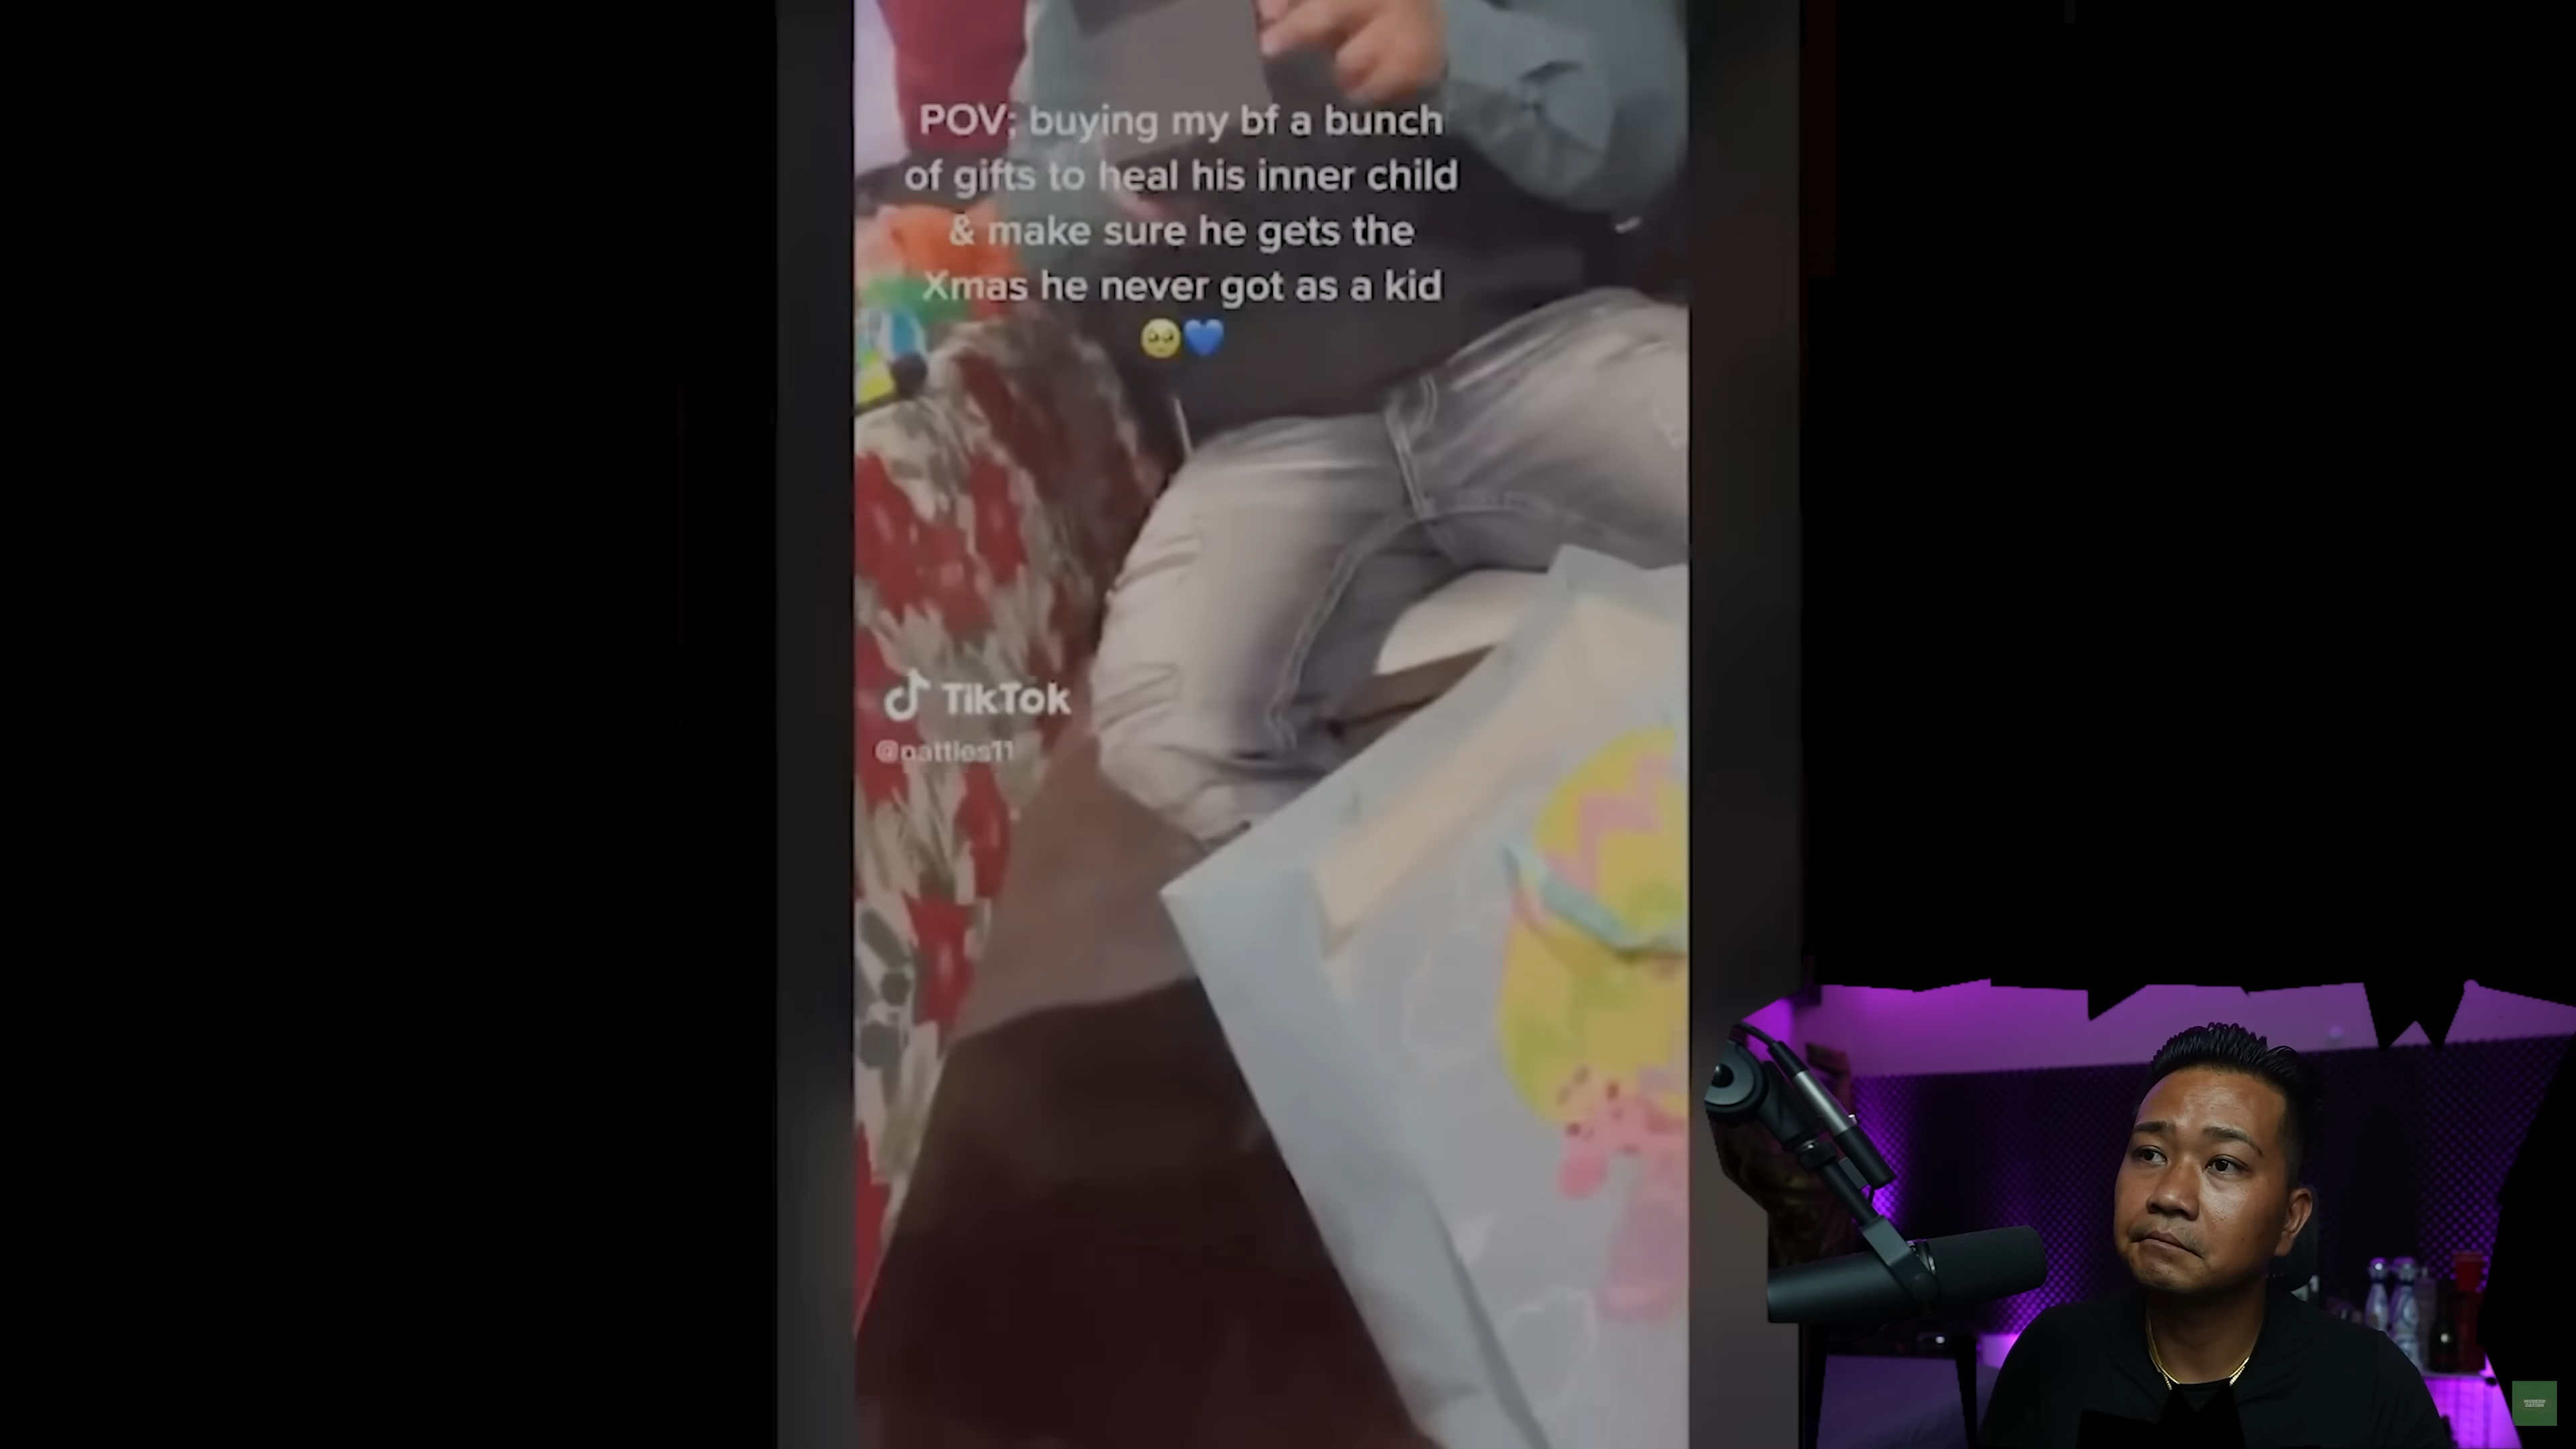 POV; buying my bf a bunch
of gifts to heal his inner child
& make sure he gets the
Xmas he never got as a kid
🥺💙
TikTok
@patties11